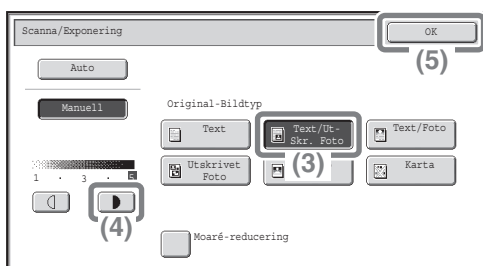 Scanna/Exponering
OK
(5)
Auto
Manuell
Original-Bildtyp
Text
Text/Ut-
Skr. Foto
Text/Foto
(3)
Utskrivet
Foto
Karta
1 · 3 · 5
(4)
Moaré-reducering